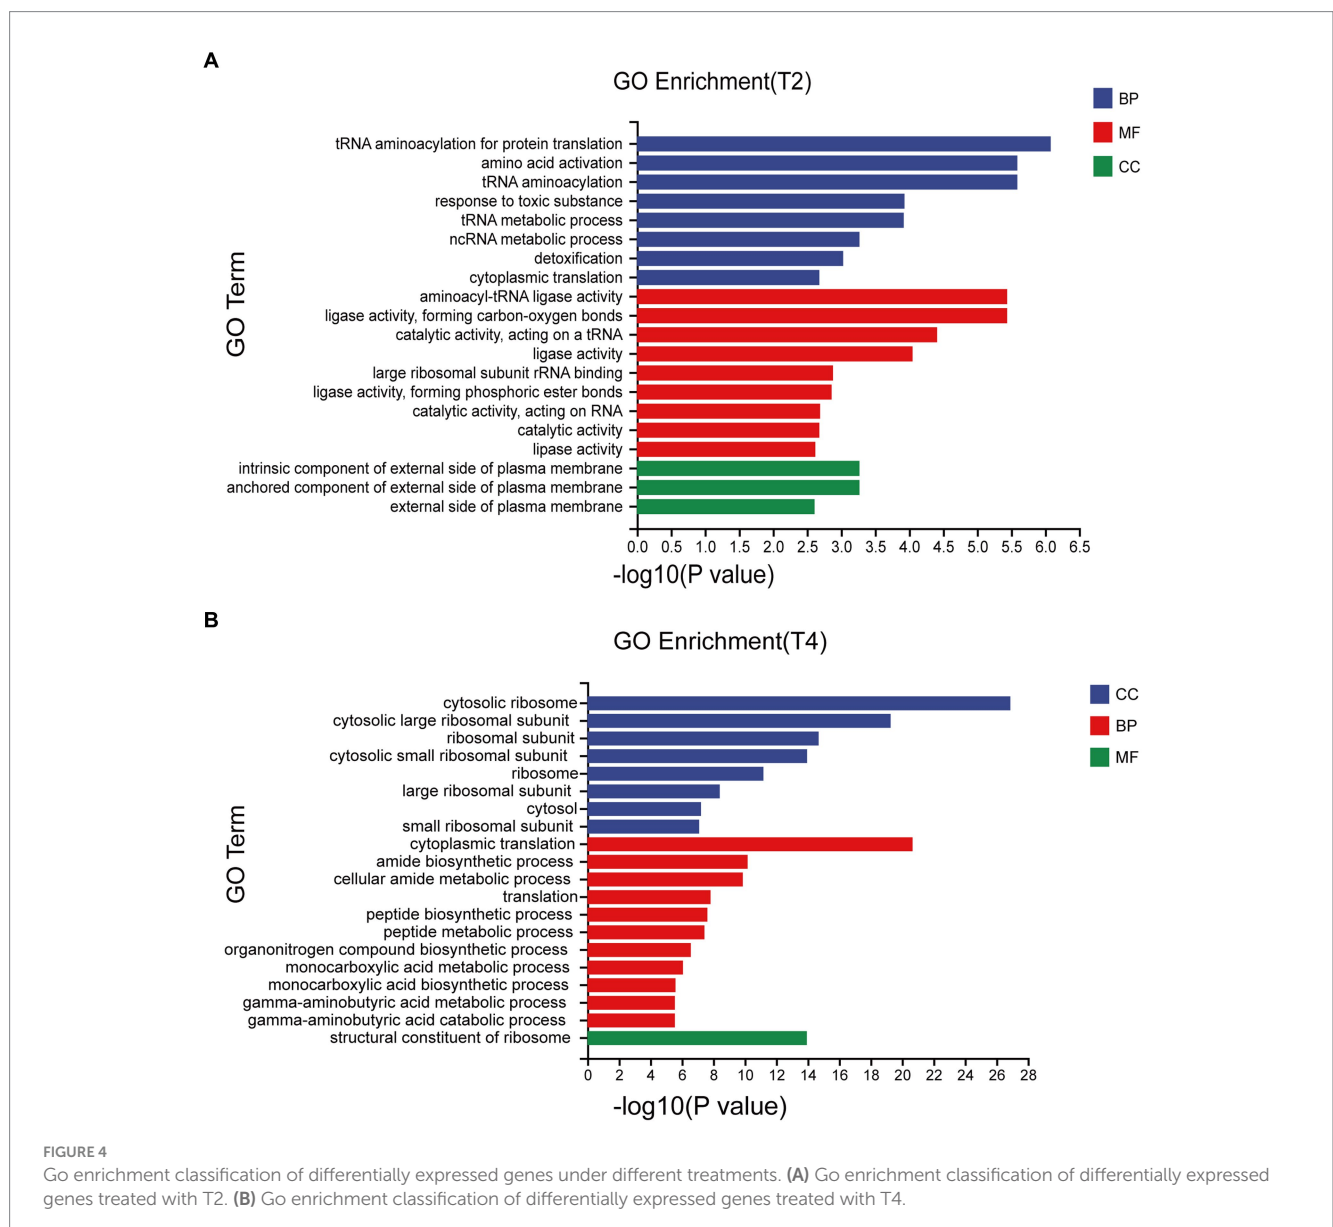 A
GO Enrichment(T2)
BP
MF
CC
GO Term
tRNA aminoacylation for protein translation
amino acid activation
tRNA aminoacylation
response to toxic substance
tRNA metabolic process
ncRNA metabolic process
detoxification
cytoplasmic translation
aminoacyl-tRNA ligase activity
ligase activity, forming carbon-oxygen bonds
catalytic activity, acting on a tRNA
ligase activity
large ribosomal subunit rRNA binding
ligase activity, forming phosphoric ester bonds
catalytic activity, acting on RNA
catalytic activity
lipase activity
intrinsic component of external side of plasma membrane
anchored component of external side of plasma membrane
external side of plasma membrane
0.0 0.5 1.0 1.5 2.0 2.5 3.0 3.5 4.0 4.5 5.0 5.5 6.0 6.5
-log10(P value)
B
GO Enrichment(T4)
CC
BP
MF
GO Term
cytosolic ribosome
cytosolic large ribosomal subunit
ribosomal subunit
cytosolic small ribosomal subunit
ribosome
large ribosomal subunit
cytosol
small ribosomal subunit
cytoplasmic translation
amide biosynthetic process
cellular amide metabolic process
translation
peptide biosynthetic process
peptide metabolic process
organonitrogen compound biosynthetic process
monocarboxylic acid metabolic process
monocarboxylic acid biosynthetic process
gamma-aminobutyric acid metabolic process
gamma-aminobutyric acid catabolic process
structural constituent of ribosome
0 2 4 6 8 10 12 14 16 18 20 22 24 26 28
-log10(P value)
FIGURE 4
Go enrichment classification of differentially expressed genes under different treatments. (A) Go enrichment classification of differentially expressed
genes treated with T2. (B) Go enrichment classification of differentially expressed genes treated with T4.